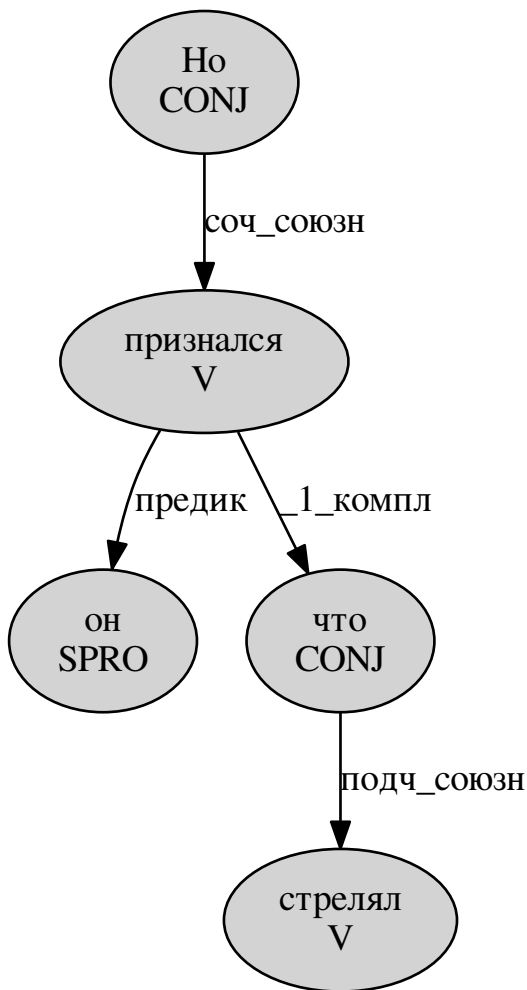 Но
CONJ
соч_союзн
признался
V
предик
_1_компл
он
SPRO
что
CONJ
подч_союзн
стрелял
V